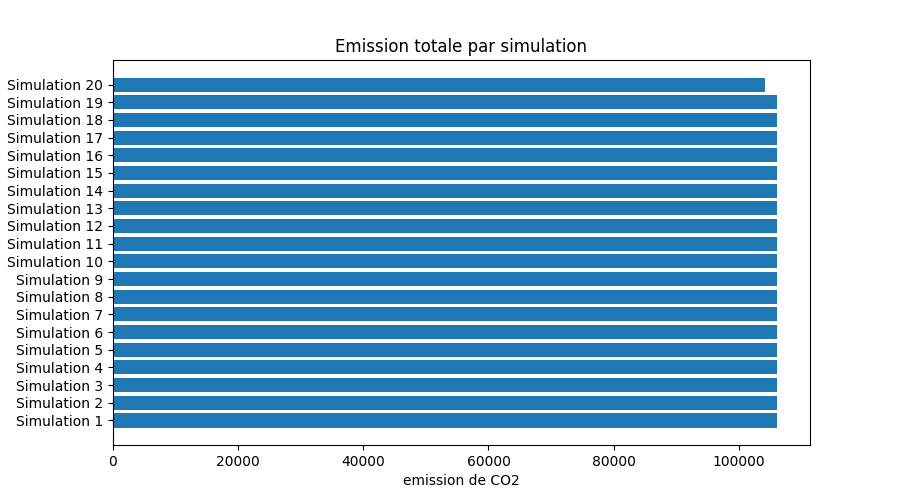 Emission totale par simulation
Simulation 20
Simulation 19
Simulation 18
Simulation 17
Simulation 16
Simulation 15
Simulation 14
Simulation 13
Simulation 12
Simulation 11
Simulation 10
Simulation 9
Simulation 8
Simulation 7
Simulation 6
Simulation 5
Simulation 4
Simulation 3
Simulation 2
Simulation 1
0 20000 40000 60000 80000 100000
emission de CO2